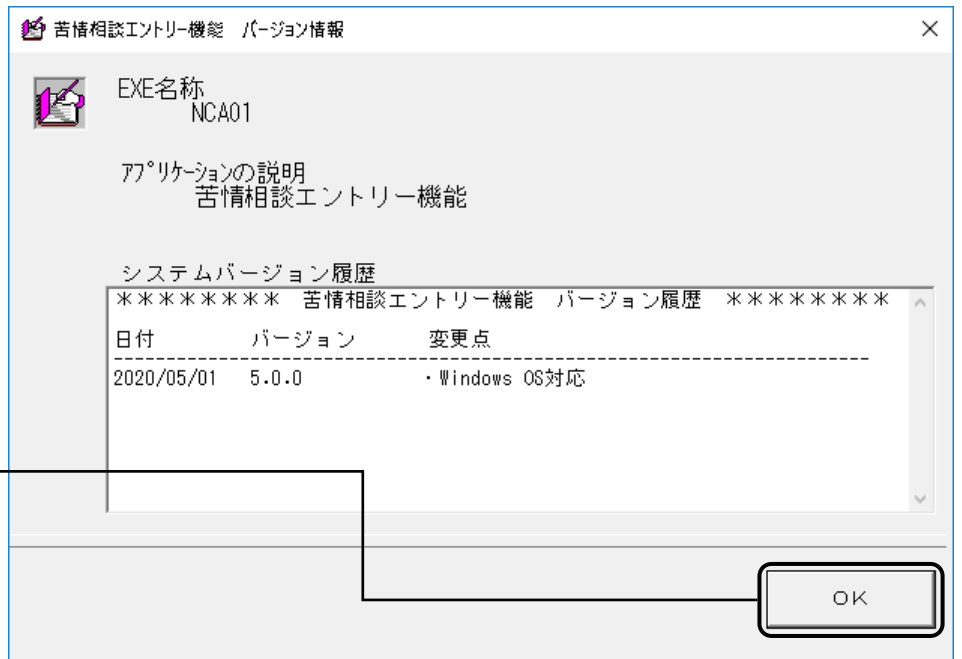 苦情相談エントリー機能 バージョン情報
EXE名称
NCA01
アプリケーションの説明
苦情相談エントリー機能
システムバージョン履歴
******** 苦情相談エントリー機能 バージョン履歴 ********
日付 バージョン 変更点
--------------------------------------------------------------------------
2020/05/01 5.0.0 ・Windows OS対応
OK